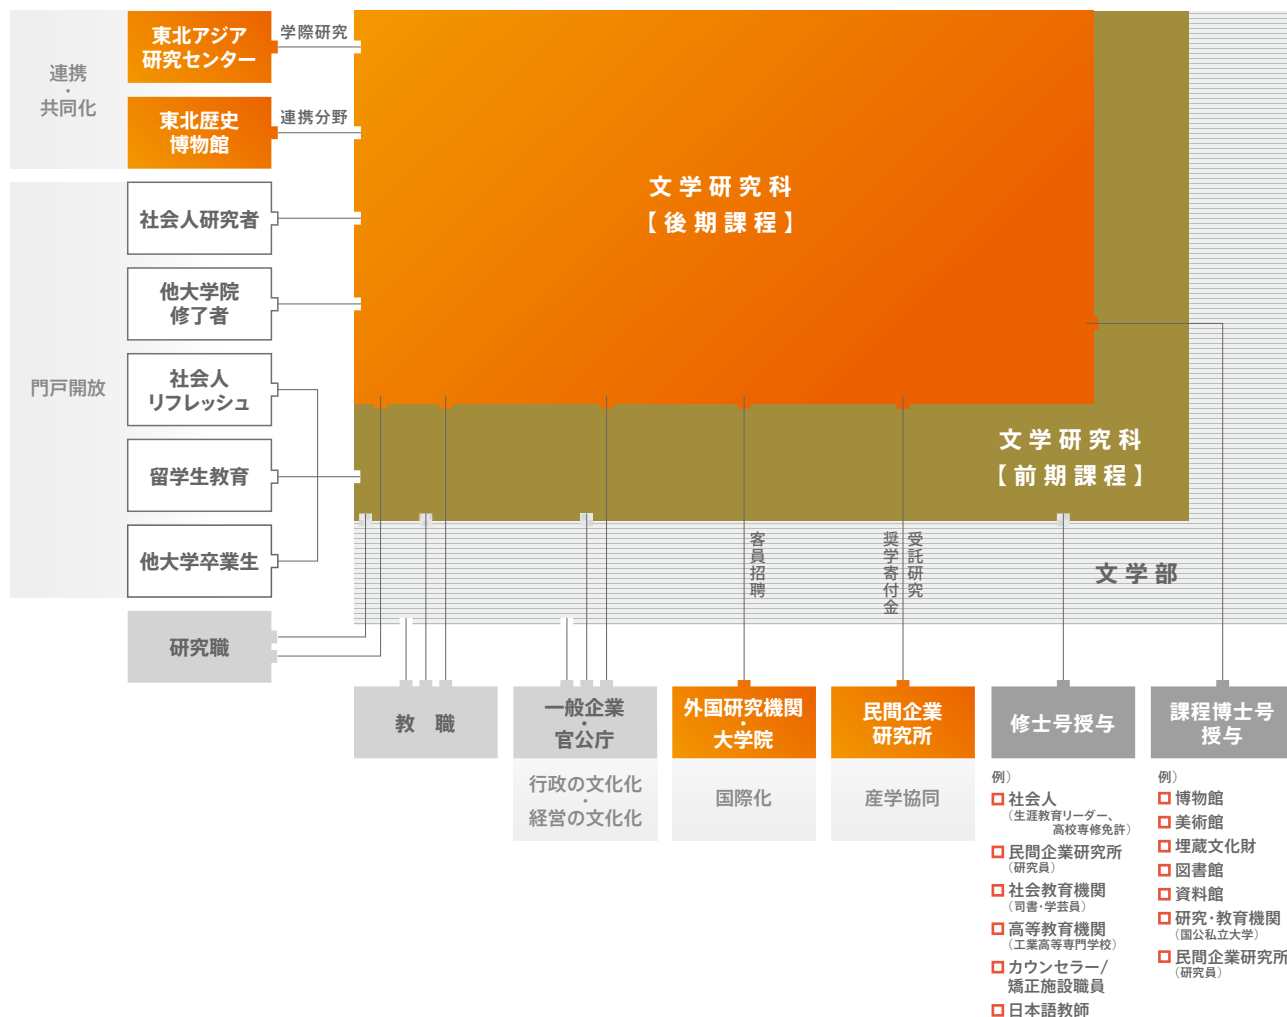 連携
・
共同化
東北アジア
研究センター
学際研究
東北歴史
博物館
連携分野
門戸開放
社会人研究者
他大学院
修了者
社会人
リフレッシュ
留学生教育
他大学卒業生
研究職
文学研究科
【後期課程】
文学研究科
【前期課程】
文学部
客員招聘
受託研究
奨学寄付金
教職
一般企業
・
官公庁
行政の文化化
・
経営の文化化
外国研究機関
・
大学院
国際化
民間企業
研究所
産学協同
修士号授与
例）
社会人
（生涯教育リーダー、
高校専修免許）
民間企業研究所
（研究員）
社会教育機関
（司書・学芸員）
高等教育機関
（工業高等専門学校）
カウンセラー/
矯正施設職員
日本語教師
課程博士号
授与
例）
博物館
美術館
埋蔵文化財
図書館
資料館
研究・教育機関
（国公私立大学）
民間企業研究所
（研究員）